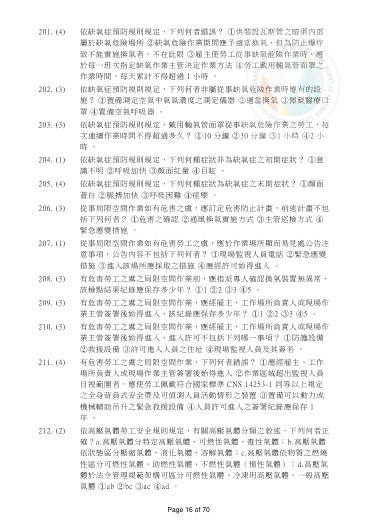 201. (4) 依缺氧症預防規則規定，下列何者錯誤？ ①供裝設瓦斯管之暗渠內部
屬於缺氧危險場所 ②缺氧危險作業期間應予適當換氣，但為防止爆炸
致不能實施換氣者，不在此限 ③雇主使勞工從事缺氧危險作業時，應
於每一班次指定缺氧作業主管決定作業方法 ④勞工戴用輸氣管面罩之
作業時間，每天累計不得超過 1 小時 。
202. (3) 依缺氧症預防規則規定，下列何者非屬從事缺氧危險作業時應有的設
施？ ①置備測定空氣中氧氣濃度之測定儀器 ②適當換氣 ③佩戴醫療口
罩 ④置備空氣呼吸器 。
203. (3) 依缺氧症預防規則規定，戴用輸氣管面罩從事缺氧危險作業之勞工，每
次連續作業時間不得超過多久？ ①10 分鐘 ②30 分鐘 ③1 小時 ④2 小
時 。
204. (1) 依缺氧症預防規則規定，下列何種症狀非為缺氧症之初期症狀？ ①意
識不明 ②呼吸加快 ③顏面紅暈 ④目眩 。
205. (4) 依缺氧症預防規則規定，下列何種症狀為缺氧症之末期症狀？ ①顏面
蒼白 ②脈搏加快 ③呼吸困難 ④痙攣 。
206. (3) 從事局限空間作業如有危害之虞，應訂定危害防止計畫，前述計畫不包
括下列何者？ ①危害之確認 ②通風換氣實施方式 ③主管巡檢方式 ④
緊急應變措施 。
207. (1) 從事局限空間作業如有危害勞工之虞，應於作業場所顯而易見處公告注
意事項，公告內容不包括下列何者？ ①現場監視人員電話 ②緊急應變
措施 ③進入該場所應採取之措施 ④應經許可始得進入 。
208. (3) 有危害勞工之虞之局限空間作業前，應指派專人確認換氣裝置無異常，
該檢點結果紀錄應保存多少年？ ①1 ②2 ③3 ④5 。
209. (3) 有危害勞工之虞之局限空間作業，應經雇主、工作場所負責人或現場作
業主管簽署後始得進入，該紀錄應保存多少年？ ①1 ②2 ③3 ④5 。
210. (3) 有危害勞工之虞之局限空間作業，應經雇主、工作場所負責人或現場作
業主管簽署後始得進入，進入許可不包括下列哪一事項？ ①防護設備
②救援設備 ③許可進入人員之住址 ④現場監視人員及其簽名 。
211. (4) 有危害勞工之虞之局限空間作業，下列何者錯誤？ ①應經雇主、工作
場所負責人或現場作業主管簽署後始得進入 ②作業區域超出監視人員
目視範圍者，應使勞工佩戴符合國家標準 CNS 14253-1 同等以上規定
之全身背負式安全帶及可偵測人員活動情形之裝置 ③置備可以動力或
機械輔助吊升之緊急救援設備 ④人員許可進入之簽署紀錄應保存 1
年 。
212. (2) 依高壓氣體勞工安全規則規定，有關高壓氣體分類之敘述，下列何者正
確？a.高壓氣體分特定高壓氣體、可燃性氣體、毒性氣體；b.高壓氣體
依狀態區分壓縮氣體、液化氣體、溶解氣體；c.高壓氣體依物質之燃燒
性區分可燃性氣體、助燃性氣體、不燃性氣體（惰性氣體）；d.高壓氣
體於法令管理規範架構可區分可燃性氣體、冷凍用高壓氣體、一般高壓
氣體 ①ab ②bc ③ac ④ad 。
Page 16 of 70